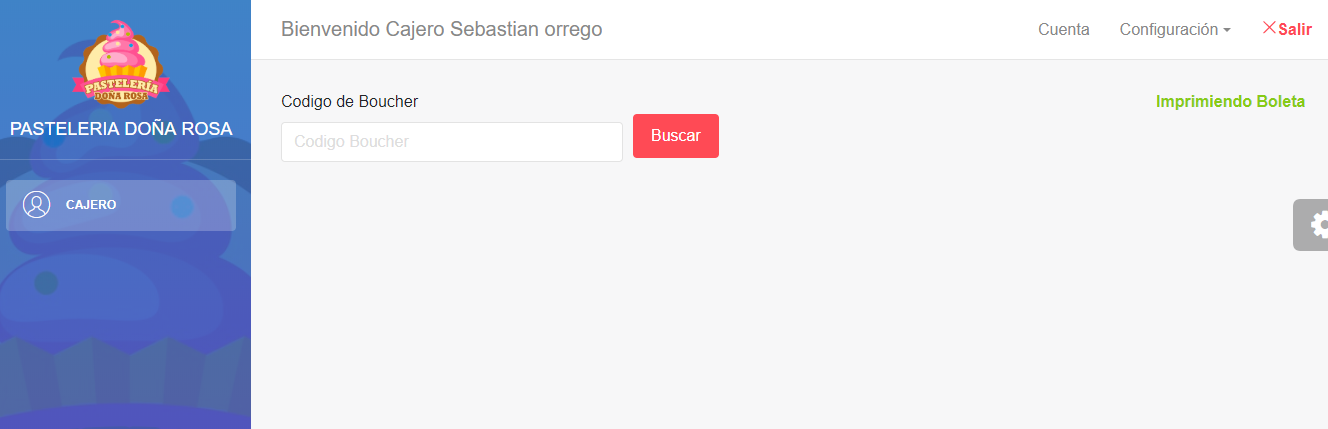 PASTELERÍA
DOÑA ROSA
PASTELERIA DOÑA ROSA
CAJERO
Bienvenido Cajero Sebastian orrego
Cuenta
Configuración
Salir
Codigo de Boucher
Imprimiendo Boleta
Codigo Boucher
Buscar